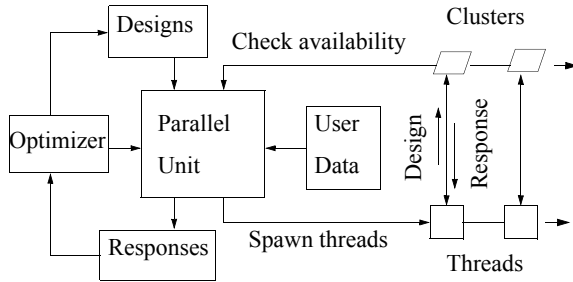 Designs
Clusters
Check availability
Optimizer
Parallel
Unit
User
Data
Design
Response
Responses
Spawn threads
Threads